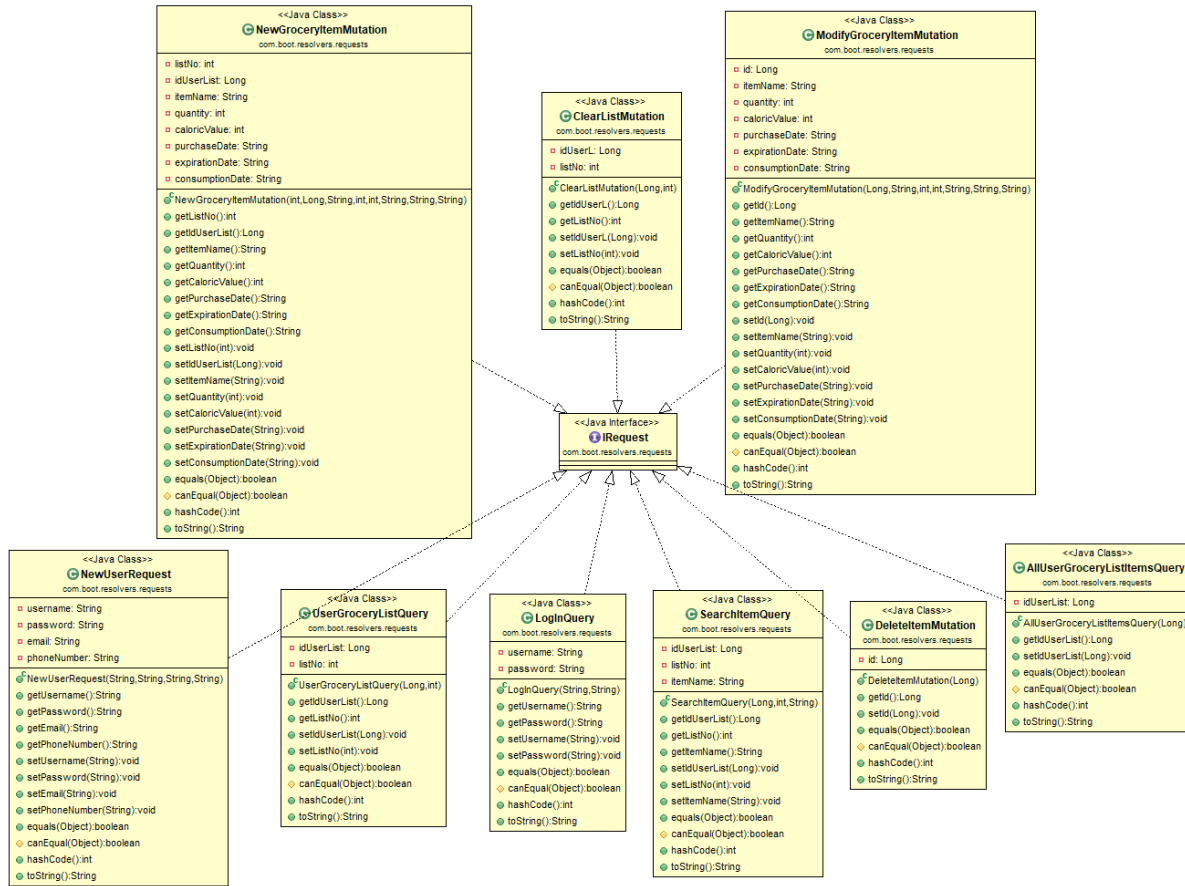 <<Java Class>>
NewGroceryItemMutation
com.boot.resolvers.requests
listNo: int
idUserList: Long
itemName: String
quantity: int
caloricValue: int
purchaseDate: String
expirationDate: String
consumptionDate: String
NewGroceryItemMutation(int,Long,String,int,int,String,String,String)
getListNo():int
getIdUserList():Long
getItemName():String
getQuantity():int
getCaloricValue():int
getPurchaseDate():String
getExpirationDate():String
getConsumptionDate():String
setListNo(int):void
setIdUserList(Long):void
setItemName(String):void
setQuantity(int):void
setCaloricValue(int):void
setPurchaseDate(String):void
setExpirationDate(String):void
setConsumptionDate(String):void
equals(Object):boolean
canEqual(Object):boolean
hashCode():int
toString():String
<<Java Class>>
ClearListMutation
com.boot.resolvers.requests
idUserL: Long
listNo: int
ClearListMutation(Long,int)
getIdUserL():Long
getListNo():int
setIdUserL(Long):void
setListNo(int):void
equals(Object):boolean
canEqual(Object):boolean
hashCode():int
toString():String
<<Java Class>>
ModifyGroceryItemMutation
com.boot.resolvers.requests
id: Long
itemName: String
quantity: int
caloricValue: int
purchaseDate: String
expirationDate: String
consumptionDate: String
ModifyGroceryItemMutation(Long,String,int,int,String,String,String)
getId():Long
getItemName():String
getQuantity():int
getCaloricValue():int
getPurchaseDate():String
getExpirationDate():String
getConsumptionDate():String
setId(Long):void
setItemName(String):void
setQuantity(int):void
setCaloricValue(int):void
setPurchaseDate(String):void
setExpirationDate(String):void
setConsumptionDate(String):void
equals(Object):boolean
canEqual(Object):boolean
hashCode():int
toString():String
<<Java Interface>>
IRequest
com.boot.resolvers.requests
<<Java Class>>
NewUserRequest
com.boot.resolvers.requests
username: String
password: String
email: String
phoneNumber: String
NewUserRequest(String,String,String,String)
getUsername():String
getPassword():String
getEmail():String
getPhoneNumber():String
setUsername(String):void
setPassword(String):void
setEmail(String):void
setPhoneNumber(String):void
equals(Object):boolean
canEqual(Object):boolean
hashCode():int
toString():String
<<Java Class>>
UserGroceryListQuery
com.boot.resolvers.requests
idUserList: Long
listNo: int
UserGroceryListQuery(Long,int)
getIdUserList():Long
getListNo():int
setIdUserList(Long):void
setListNo(int):void
equals(Object):boolean
canEqual(Object):boolean
hashCode():int
toString():String
<<Java Class>>
LogInQuery
com.boot.resolvers.requests
username: String
password: String
LogInQuery(String,String)
getUsername():String
getPassword():String
setUsername(String):void
setPassword(String):void
equals(Object):boolean
canEqual(Object):boolean
hashCode():int
toString():String
<<Java Class>>
SearchItemQuery
com.boot.resolvers.requests
idUserList: Long
listNo: int
itemName: String
SearchItemQuery(Long,int,String)
getIdUserList():Long
getListNo():int
getItemName():String
setIdUserList(Long):void
setListNo(int):void
setItemName(String):void
equals(Object):boolean
canEqual(Object):boolean
hashCode():int
toString():String
<<Java Class>>
DeleteItemMutation
com.boot.resolvers.requests
id: Long
DeleteItemMutation(Long)
getId():Long
setId(Long):void
equals(Object):boolean
canEqual(Object):boolean
hashCode():int
toString():String
<<Java Class>>
AllUserGroceryListItemsQuery
com.boot.resolvers.requests
idUserList: Long
AllUserGroceryListItemsQuery(Long)
getIdUserList():Long
setIdUserList(Long):void
equals(Object):boolean
canEqual(Object):boolean
hashCode():int
toString():String